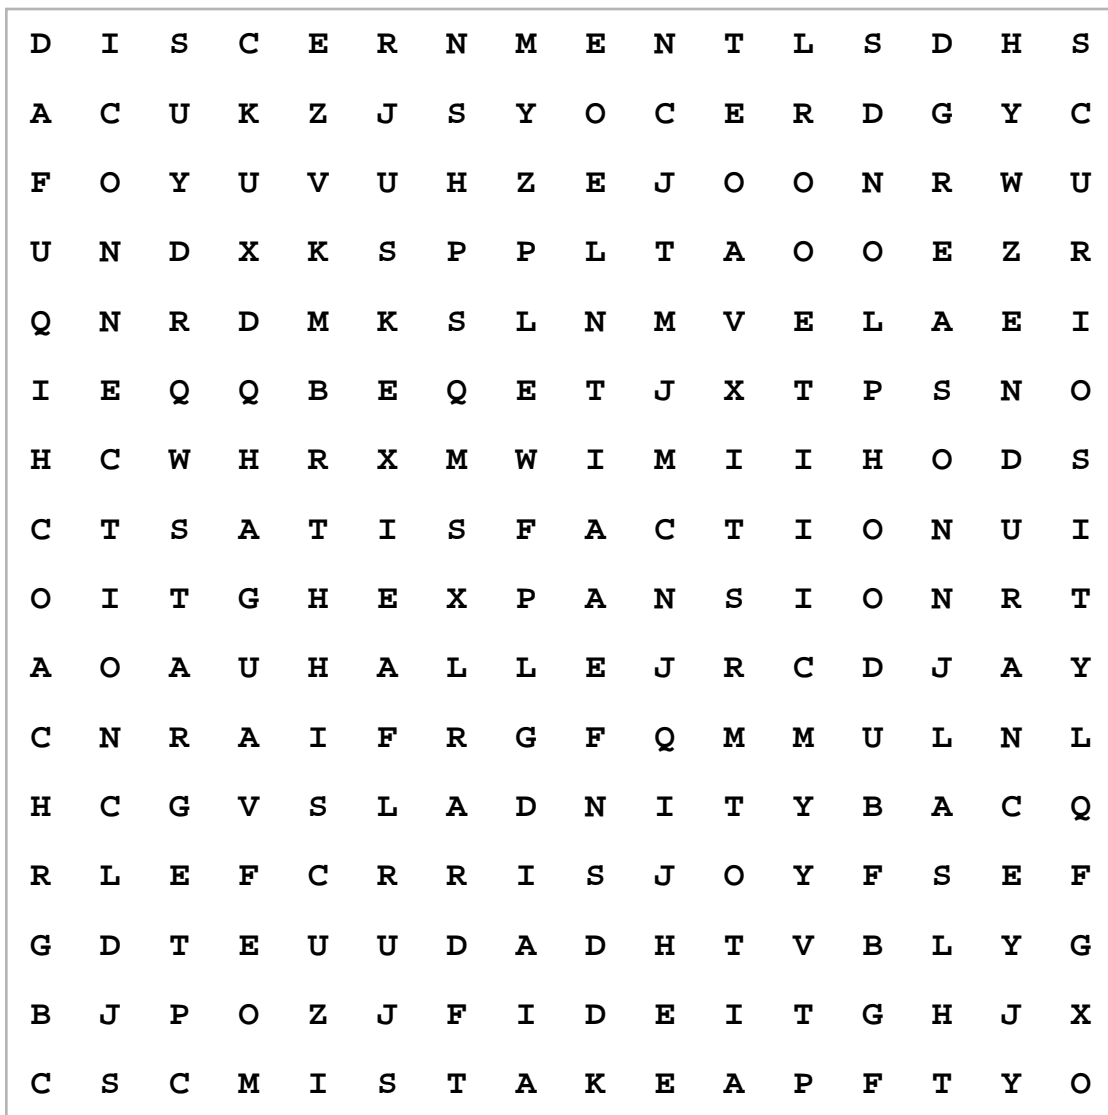 D I S C E R N M E N T L S D H S
A C U K Z J S Y O C E R D G Y C
F O Y U V U H Z E J O O N R W U
U N D X K S P P L T A O O E Z R
Q N R D M K S L N M V E L A E I
I E Q Q B E Q E T J X T P S N O
H C W H R X M W I M I I H O D S
C T S A T I S F A C T I O N U I
O I T G H E X P A N S I O N R T
A O A U H A L L E J R C D J A Y
C N R A I F R G F Q M M U L N L
H C G V S L A D N I T Y B A C Q
R L E F C R R I S J O Y F S E F
G D T E U U D A D H T V B L Y G
B J P O Z J F I D E I T G H J X
C S C M I S T A K E A P F T Y O